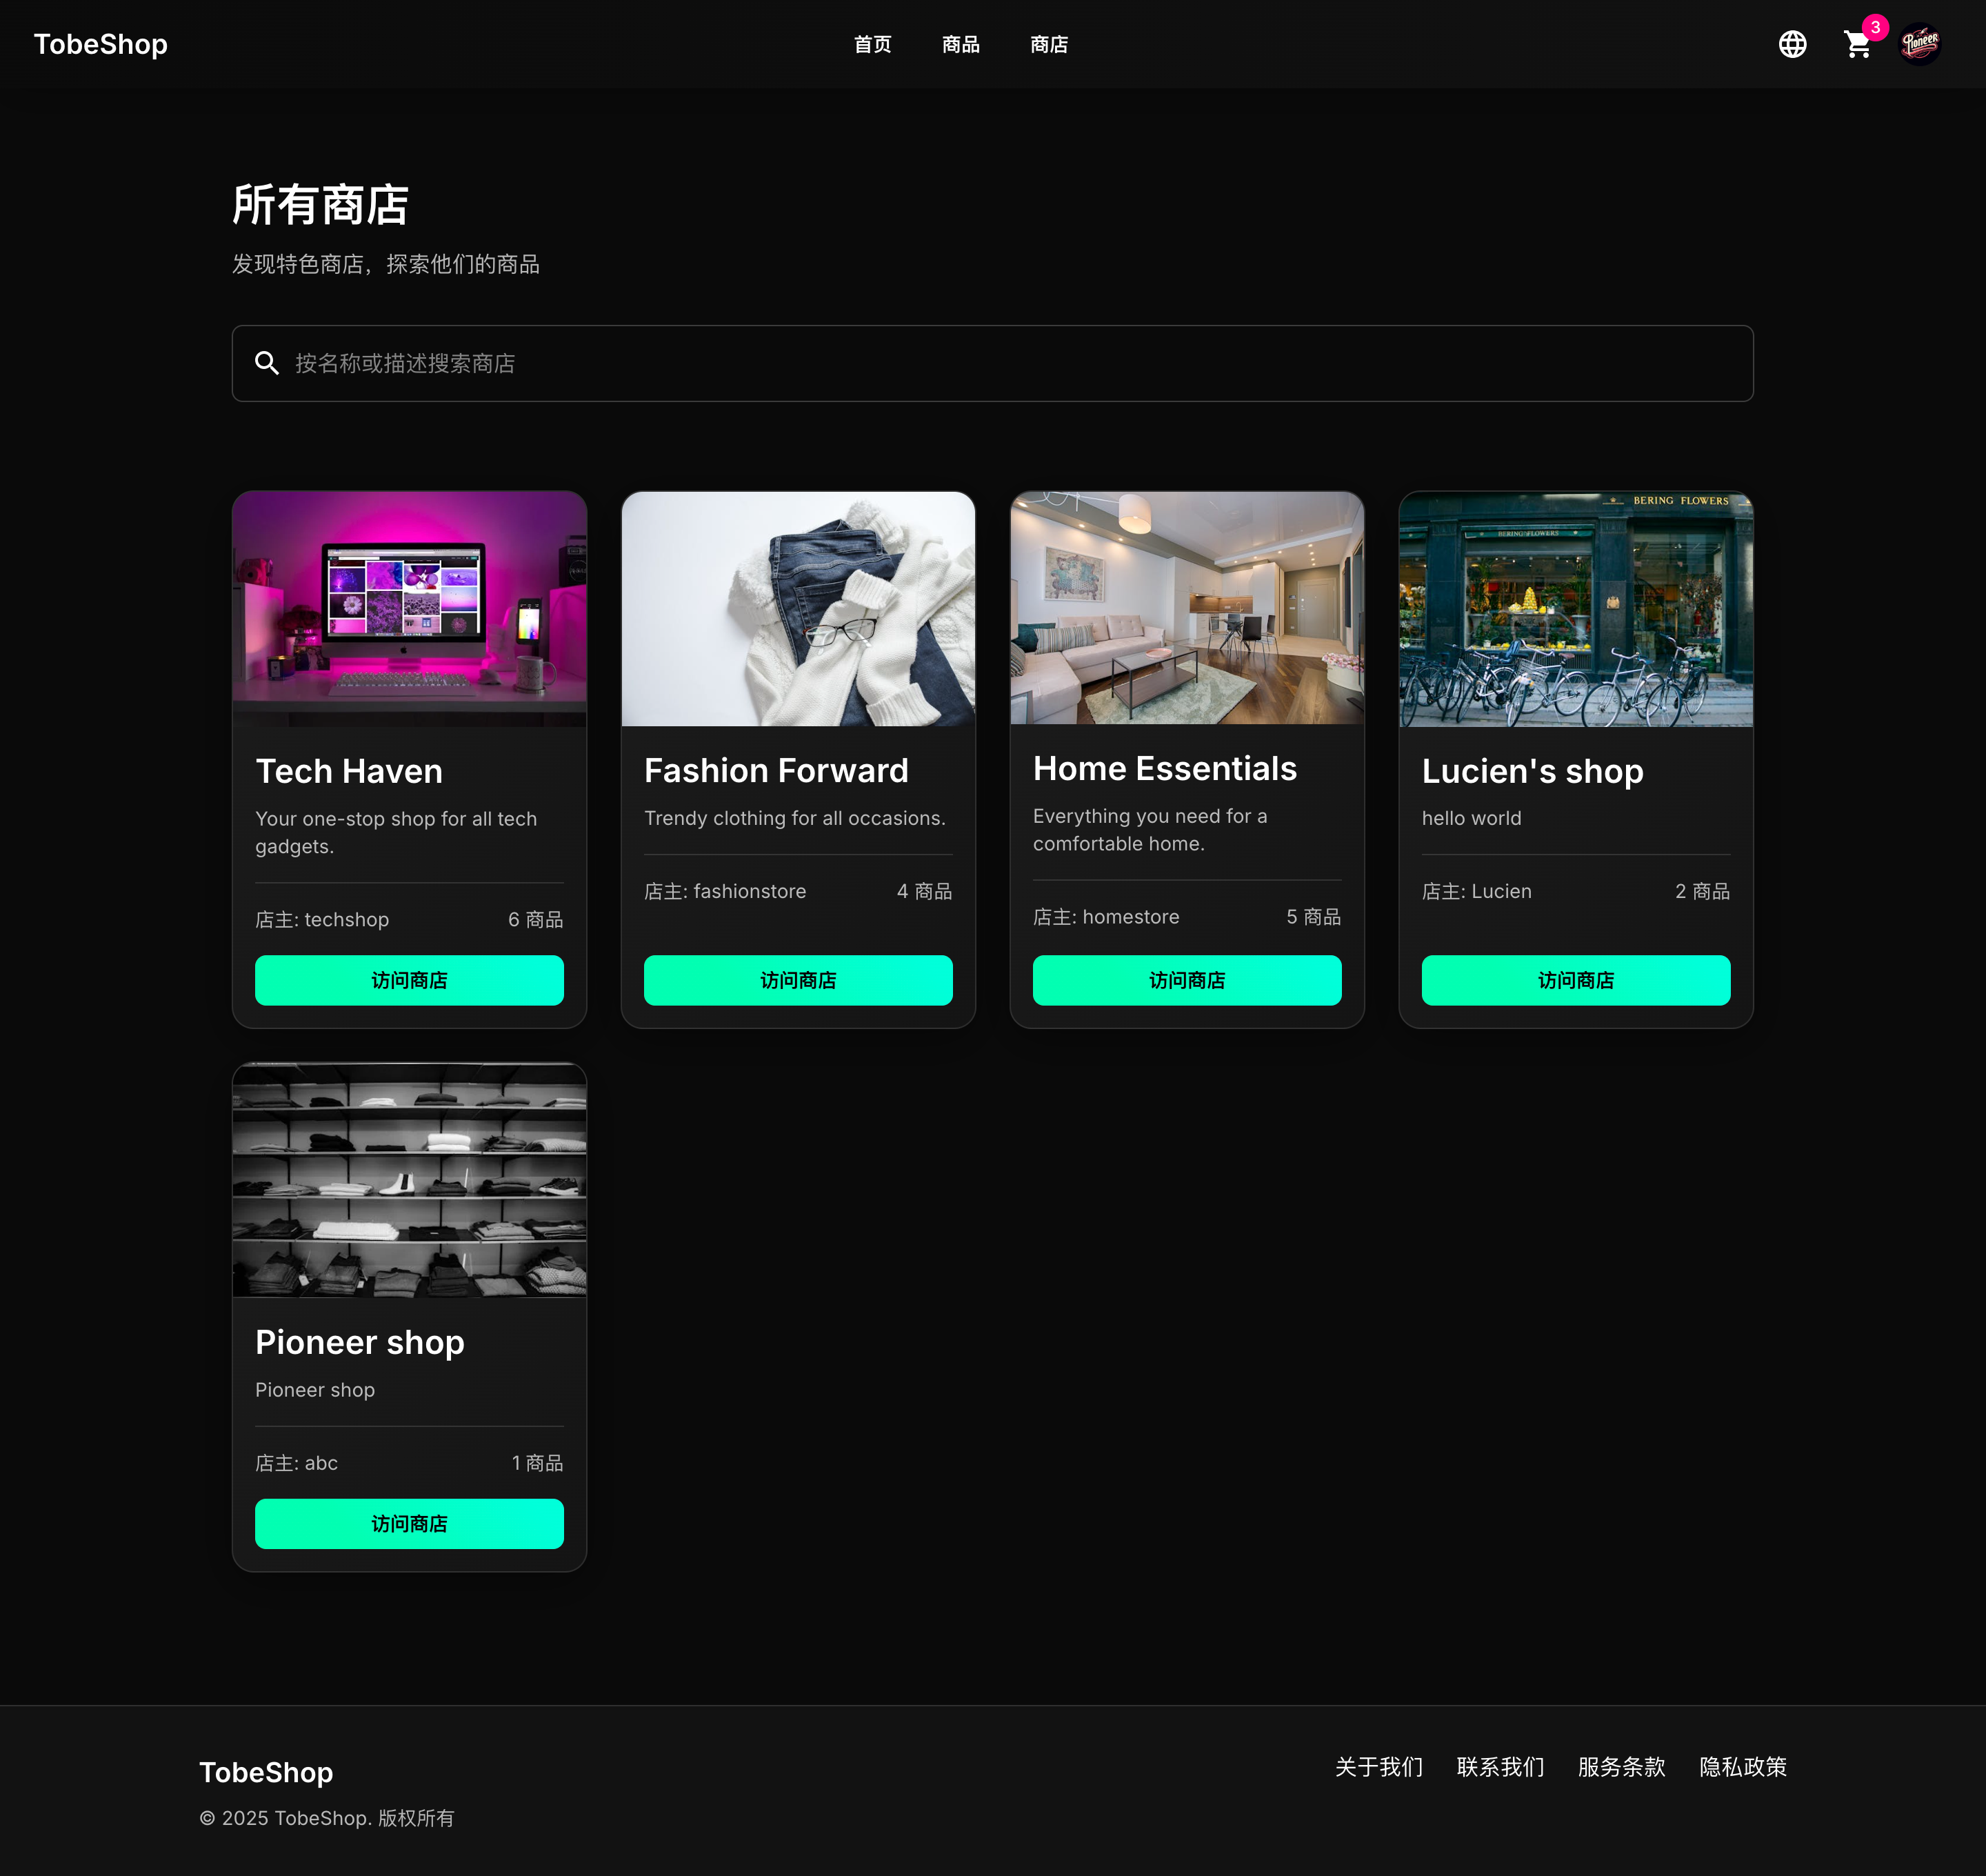 TobeShop
首页 商品 商店
3
Pioneer
所有商店
发现特色商店，探索他们的商品
按名称或描述搜索商店
BERING FLOWERS
BERING FLOWERS
Tech Haven
Your one-stop shop for all tech
gadgets.
店主: techshop 6 商品
访问商店
Fashion Forward
Trendy clothing for all occasions.
店主: fashionstore 4 商品
访问商店
Home Essentials
Everything you need for a
comfortable home.
店主: homestore 5 商品
访问商店
Lucien's shop
hello world
店主: Lucien 2 商品
访问商店
Pioneer shop
Pioneer shop
店主: abc 1 商品
访问商店
TobeShop
© 2025 TobeShop. 版权所有
关于我们 联系我们 服务条款 隐私政策